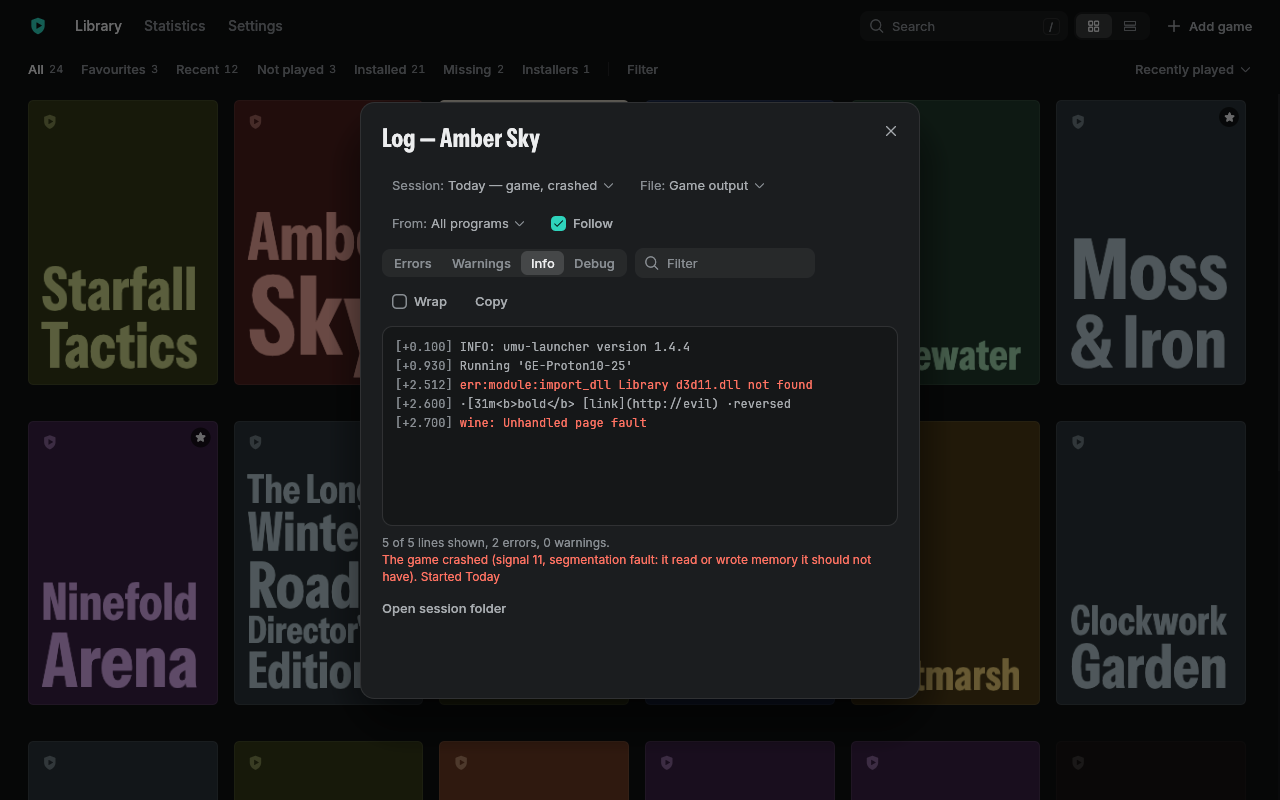 Library Statistics Settings
Search /
Add game
All 24 Favourites 3 Recent 12 Not played 3 Installed 21 Missing 2 Installers 1 Filter
Recently played
Log — Amber Sky
Session: Today — game, crashed File: Game output
From: All programs Follow
Errors Warnings Info Debug Filter
Wrap Copy
[+0.100] INFO: umu-launcher version 1.4.4
[+0.930] Running 'GE-Proton10-25'
[+2.512] err:module:import_dll Library d3d11.dll not found
[+2.600] ·[31m<b>bold</b> [link](http://evil) ·reversed
[+2.700] wine: Unhandled page fault
5 of 5 lines shown, 2 errors, 0 warnings.
The game crashed (signal 11, segmentation fault: it read or wrote memory it should not
have). Started Today
Open session folder
Starfall
Tactics
Sky
ewater
Moss
& Iron
Ninefold
Arena
The Long
Winter
Road
Director'
Edition
tmarsh
Clockwork
Garden